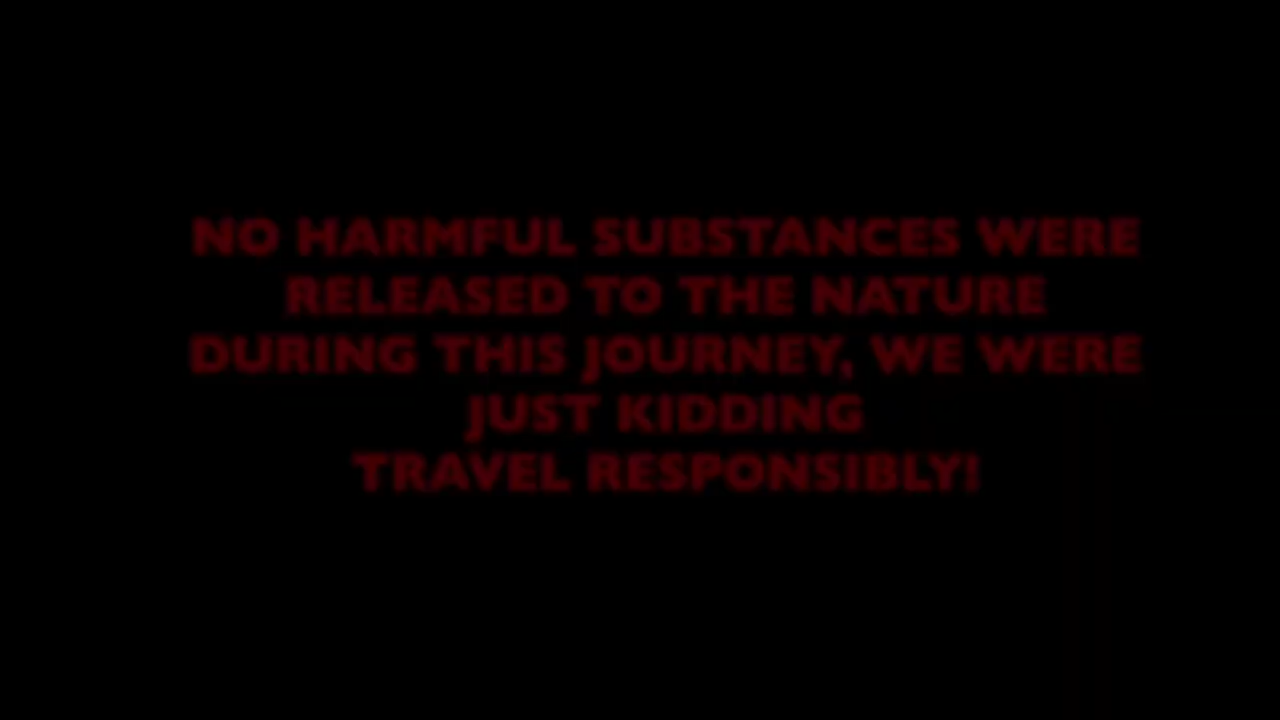 NO HARMFUL SUBSTANCES WERE
RELEASED TO THE NATURE
DURING THIS JOURNEY, WE WERE
JUST KIDDING
TRAVEL RESPONSIBLY!